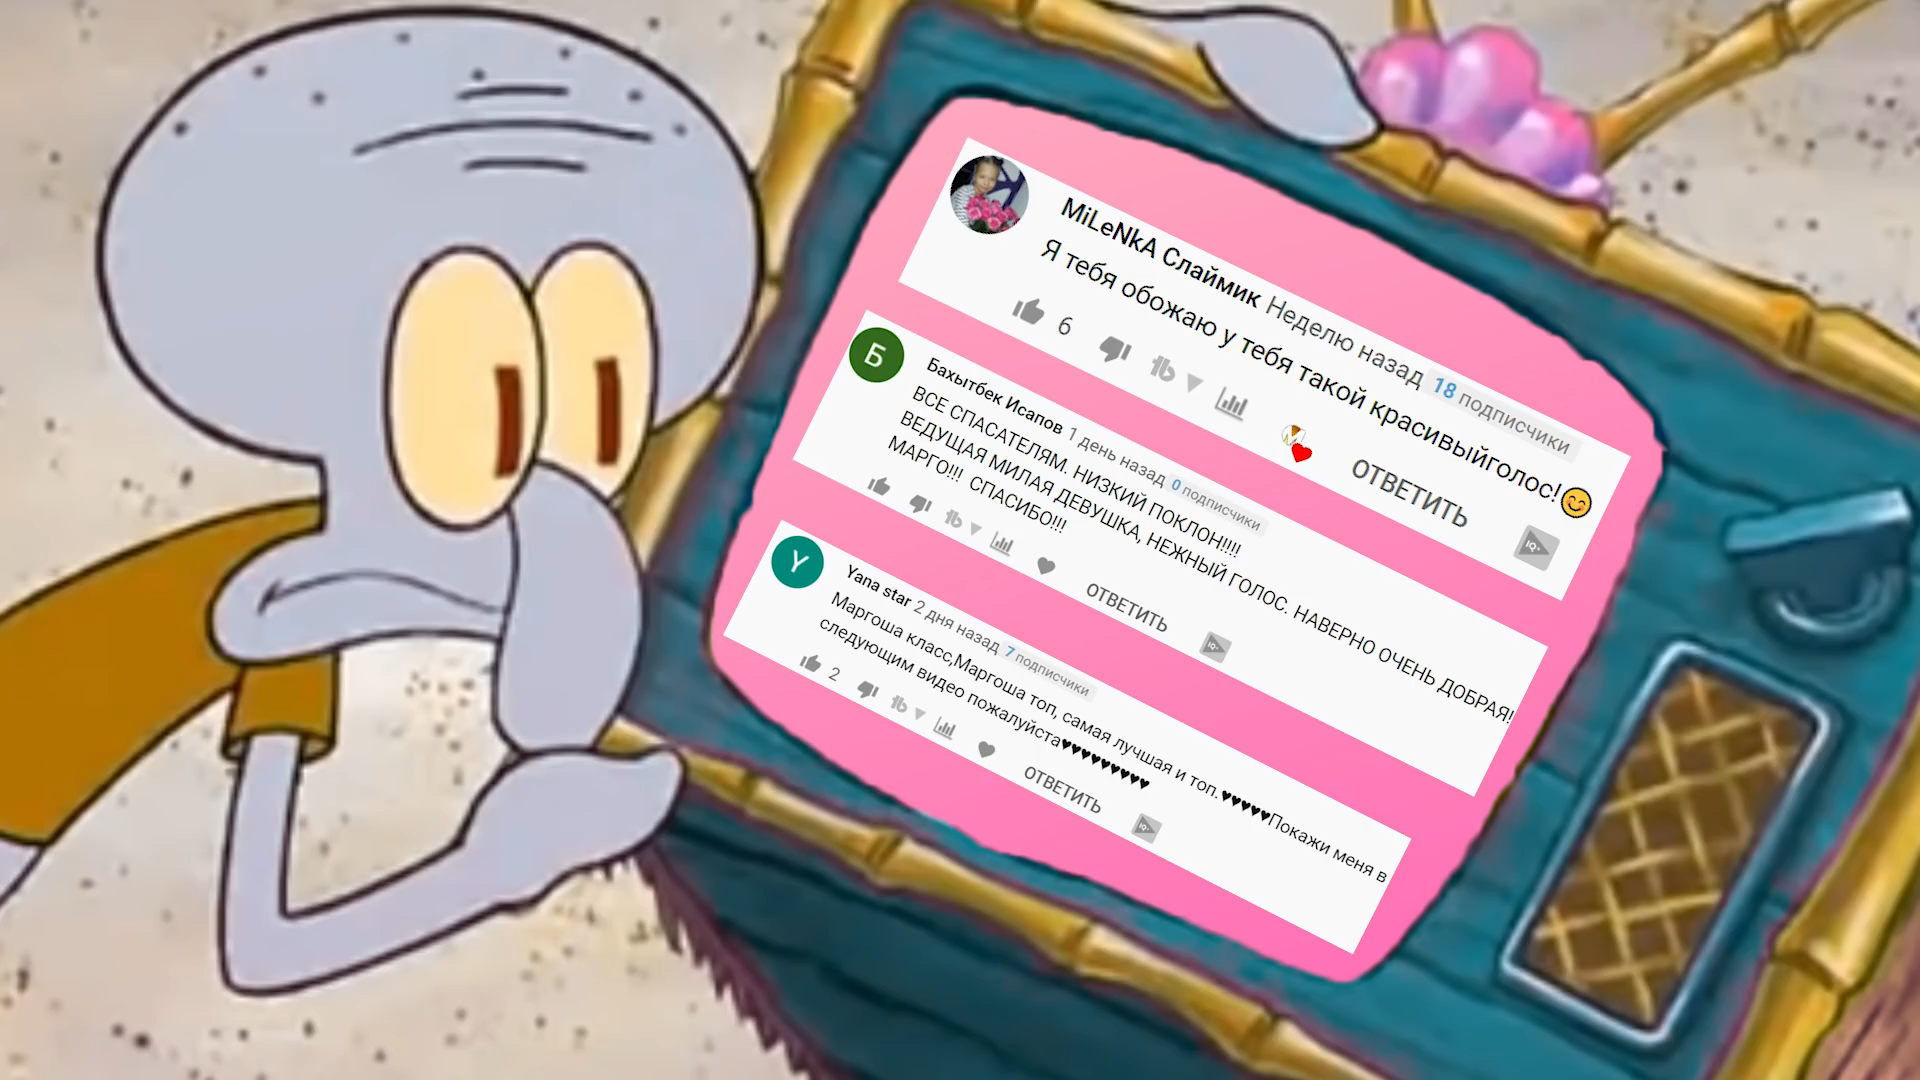 MiLeNkA Слаймик Неделю назад 18 подписчики
Я тебя обожаю у тебя такой красивыйголос!😊
6
ОТВЕТИТЬ
Б
Бахытбек Исапов 1 день назад 0 подписчики
ВСЕ СПАСАТЕЛЯМ. НИЗКИЙ ПОКЛОН!!!!
ВЕДУЩАЯ МИЛАЯ ДЕВУШКА, НЕЖНЫЙ ГОЛОС. НАВЕРНО ОЧЕНЬ ДОБРАЯ!
МАРГО!!! СПАСИБО!!!
ОТВЕТИТЬ
Y
Yana star 2 дня назад 7 подписчики
Маргоша класс,Маргоша топ, самая лучшая и топ.♥♥♥♥♥Покажи меня в
следующим видео пожалуйста♥♥♥♥♥♥♥♥♥
2
ОТВЕТИТЬ